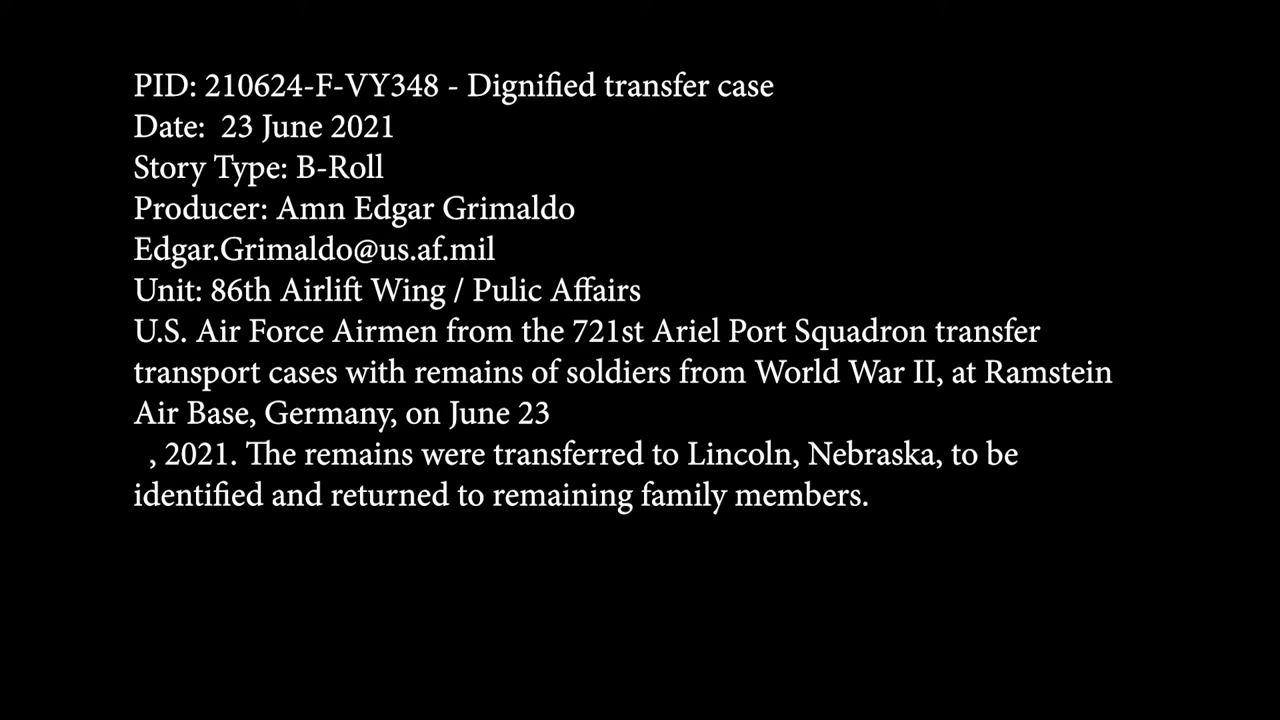 PID: 210624-F-VY348 - Dignified transfer case
Date:  23 June 2021
Story Type: B-Roll
Producer: Amn Edgar Grimaldo
Edgar.Grimaldo@us.af.mil
Unit: 86th Airlift Wing / Pulic Affairs
U.S. Air Force Airmen from the 721st Ariel Port Squadron transfer
transport cases with remains of soldiers from World War II, at Ramstein
Air Base, Germany, on June 23
, 2021. The remains were transferred to Lincoln, Nebraska, to be
identified and returned to remaining family members.